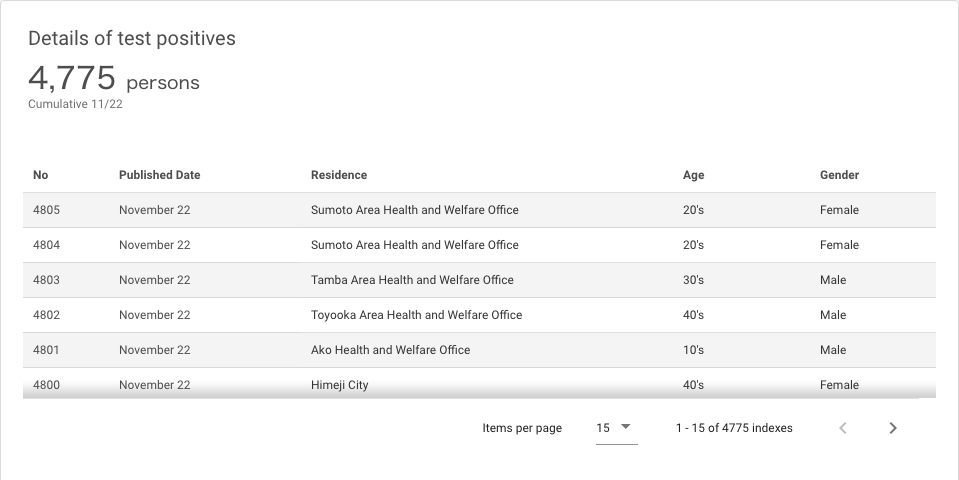 Details of test positives
4,775 persons
Cumulative 11/22
No Published Date Residence Age Gender
4805 November 22 Sumoto Area Health and Welfare Office 20's Female
4804 November 22 Sumoto Area Health and Welfare Office 20's Female
4803 November 22 Tamba Area Health and Welfare Office 30's Male
4802 November 22 Toyooka Area Health and Welfare Office 40's Male
4801 November 22 Ako Health and Welfare Office 10's Male
4800 November 22 Himeji City 40's Female
Items per page 15 1 - 15 of 4775 indexes